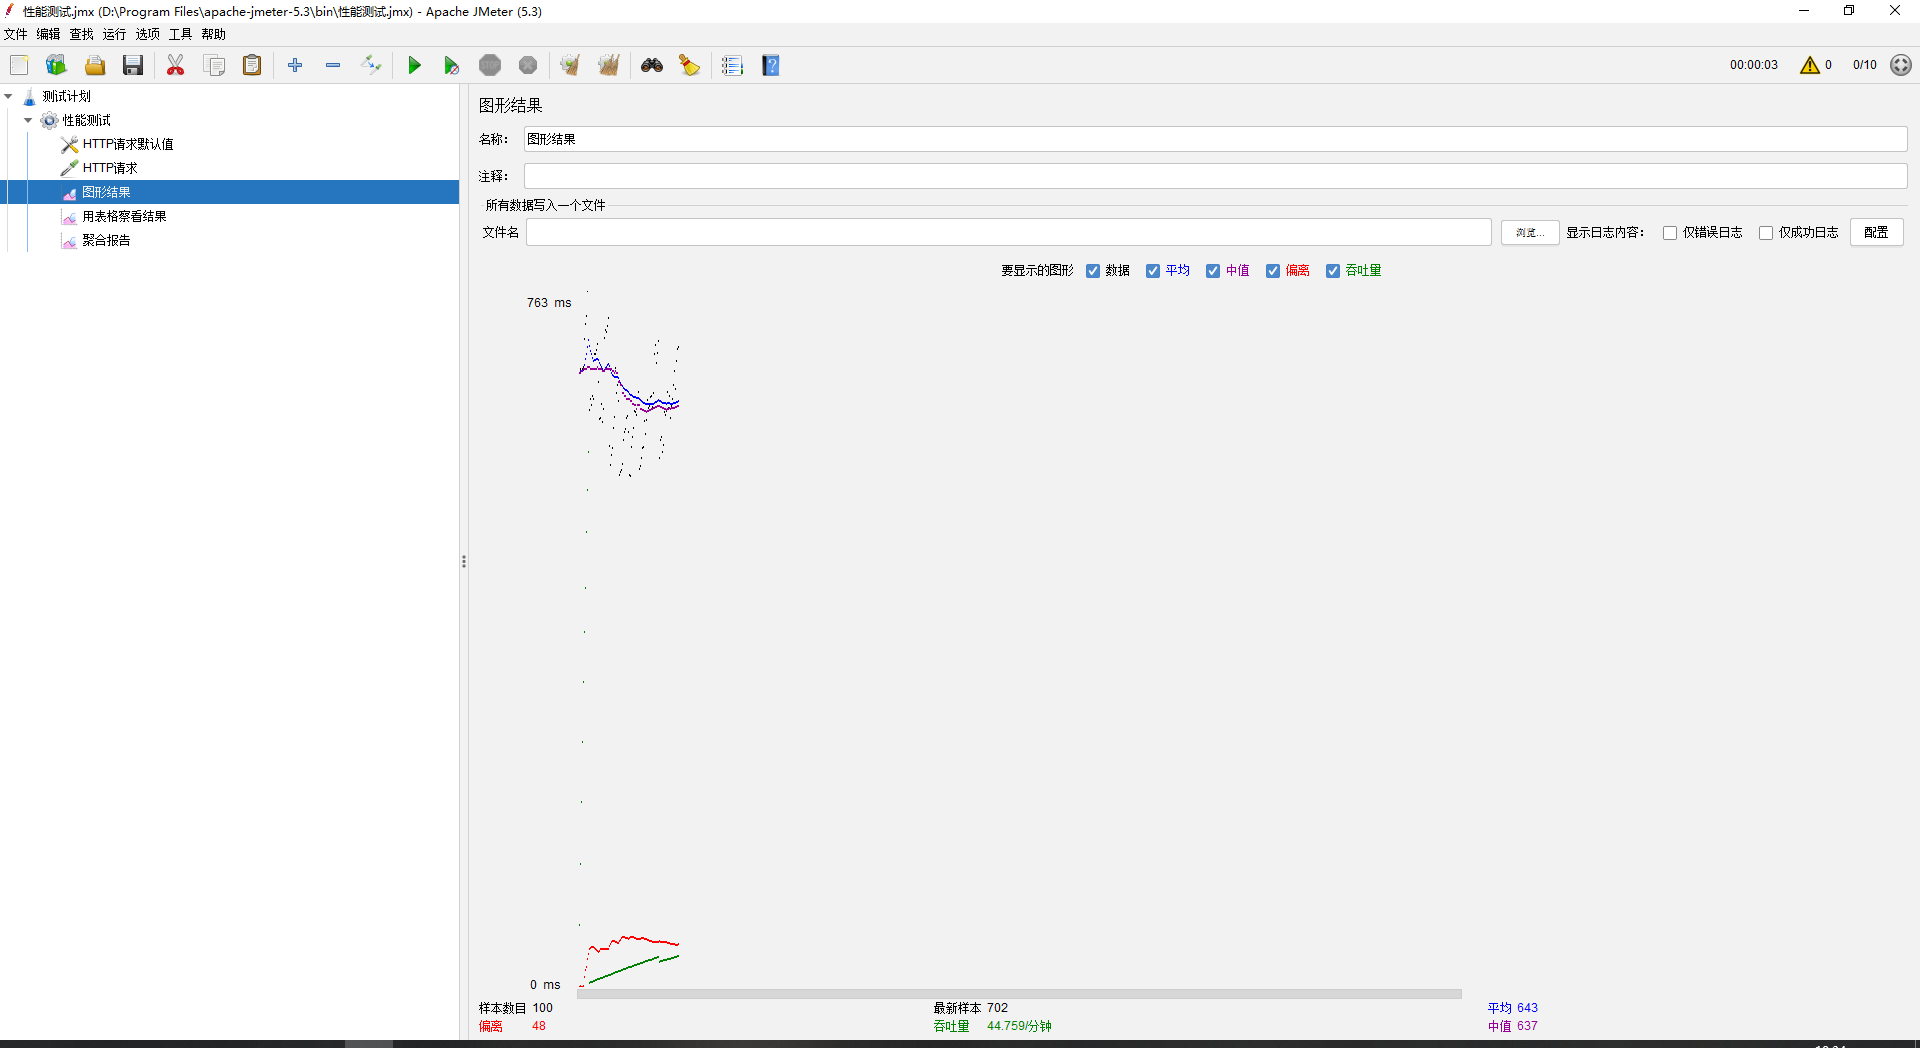 性能测试.jmx (D:\Program Files\apache-jmeter-5.3\bin\性能测试.jmx) - Apache JMeter (5.3)
文件 编辑 查找 运行 选项 工具 帮助
STOP
00:00:03 0 0/10
测试计划
性能测试
HTTP请求默认值
HTTP请求
图形结果
用表格察看结果
聚合报告
图形结果
名称： 图形结果
注释：
所有数据写入一个文件
文件名 浏览... 显示日志内容： 仅错误日志 仅成功日志 配置
要显示的图形 数据 平均 中值 偏离 吞吐量
763 ms
0 ms
样本数目 100 最新样本 702 平均 643
偏离 48 吞吐量 44.759/分钟 中值 637